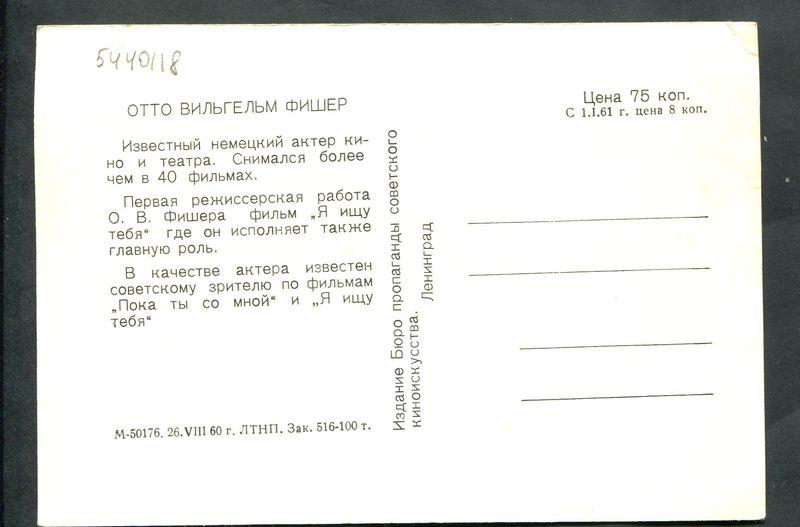 5440/18
ОТТО ВИЛЬГЕЛЬМ ФИШЕР
Известный немецкий актер ки-
но и театра. Снимался более
чем в 40 фильмах.
Первая режиссерская работа
О. В. Фишера фильм „Я ищу
тебя“ где он исполняет также
главную роль.
В качестве актера известен
советскому зрителю по фильмам
„Пока ты со мной“ и „Я ищу
тебя“
М-50176. 26.VIII 60 г. ЛТНП. Зак. 516-100 т.
Издание Бюро пропаганды советского
киноискусства. Ленинград
Цена 75 коп.
С 1.I.61 г. цена 8 коп.